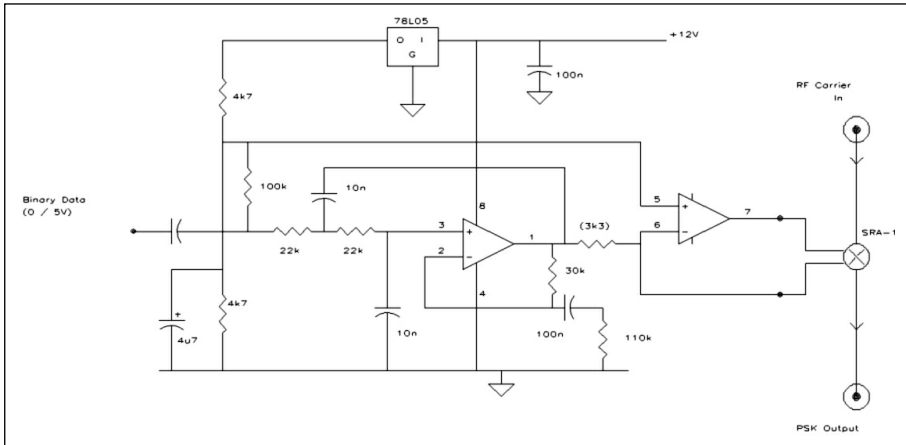 78L05
O I
G
+12V
100n
4k7
RF Carrier
In
100k
10n
Binary Data
(0 / 5V)
5
+
6
-
7
8
3
+
2
-
1
4
22k
22k
(3k3)
SRA-1
30k
4k7
+
4u7
10n
100n
110k
PSK Output